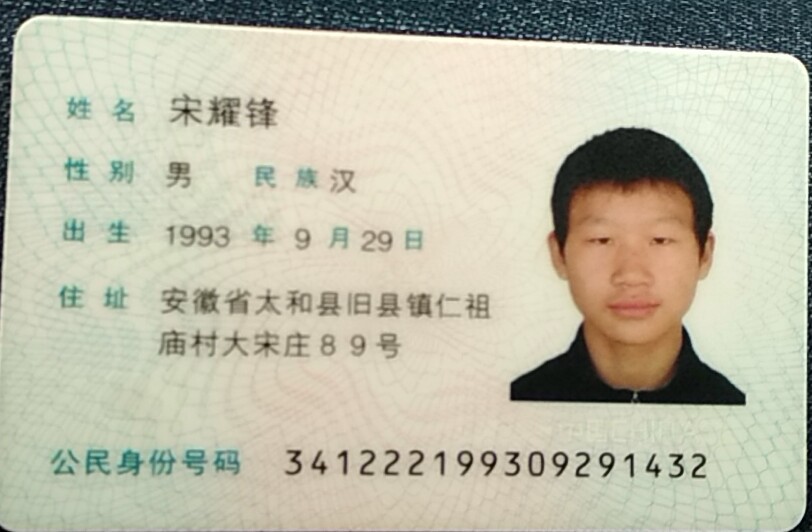 姓名 宋耀锋
性别 男 民族 汉
出生 1993 年 9 月 29 日
住址 安徽省太和县旧县镇仁祖
庙村大宋庄89号
公民身份号码 341222199309291432